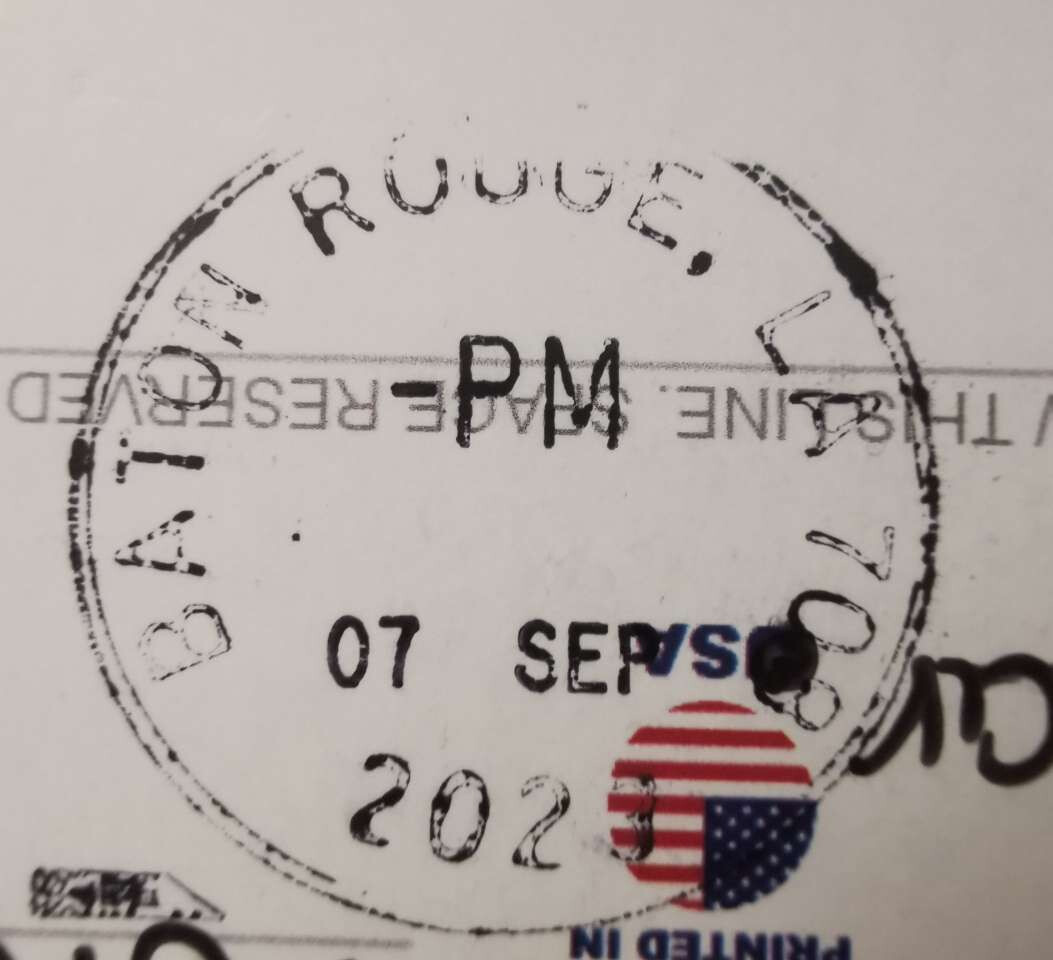 BATON ROUGE, LA 708
-PM
THIS LINE. SPACE RESERVED
07 SEP
USA
2023
PRINTED IN